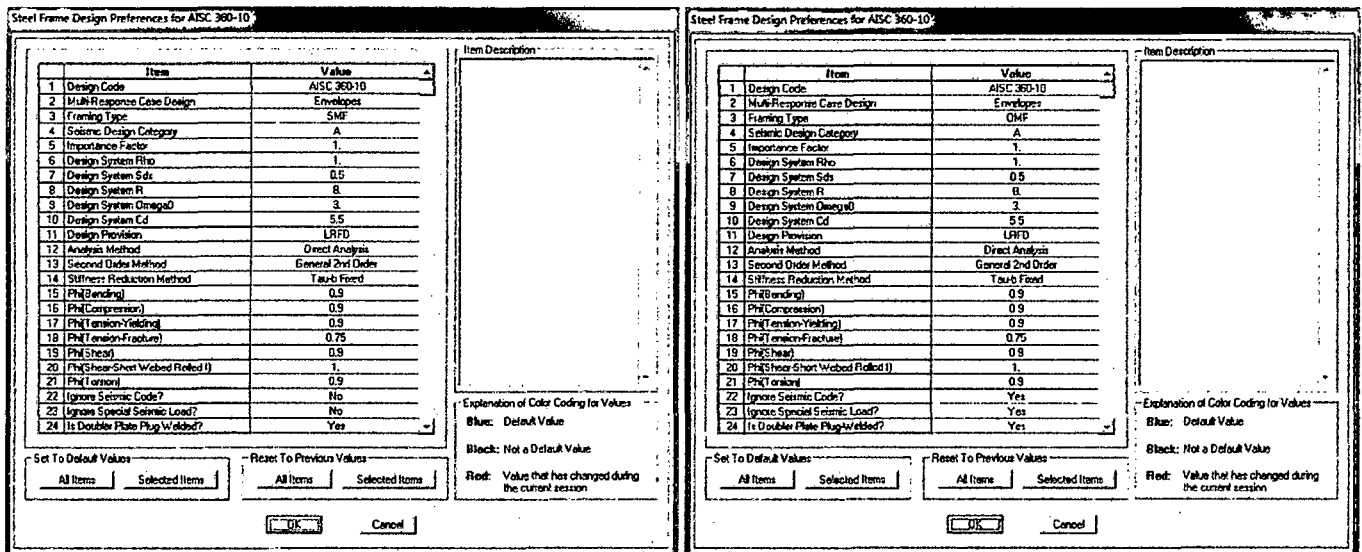 Steel Frame Design Preferences for AISC 360-10
Item Value
1 Design Code AISC 360-10
2 Multi-Response Case Design Envelopes
3 Framing Type SMF
4 Seismic Design Category A
5 Importance Factor 1.
6 Design System Rho 1.
7 Design System Sds 0.5
8 Design System R 8.
9 Design System Omega0 3.
10 Design System Cd 5.5
11 Design Provision LRFD
12 Analysis Method Direct Analysis
13 Second Order Method General 2nd Order
14 Stiffness Reduction Method Tau-b Fixed
15 Phi(Bending) 0.9
16 Phi(Compression) 0.9
17 Phi(Tension-Yielding) 0.9
18 Phi(Tension-Fracture) 0.75
19 Phi(Shear) 0.9
20 Phi(Shear-Short Webed Rolled I) 1.
21 Phi(Torsion) 0.9
22 Ignore Seismic Code? No
23 Ignore Special Seismic Load? No
24 Is Doubler Plate Plug-Welded? Yes
Set To Default Values
All Items Selected Items
Reset To Previous Values
All Items Selected Items
Item Description
Explanation of Color Coding for Values
Blue: Default Value
Black: Not a Default Value
Red: Value that has changed during
the current session
OK Cancel
Steel Frame Design Preferences for AISC 360-10
Item Value
1 Design Code AISC 360-10
2 Multi-Response Case Design Envelopes
3 Framing Type OMF
4 Seismic Design Category A
5 Importance Factor 1.
6 Design System Rho 1.
7 Design System Sds 0.5
8 Design System R 8.
9 Design System Omega0 3.
10 Design System Cd 5.5
11 Design Provision LRFD
12 Analysis Method Direct Analysis
13 Second Order Method General 2nd Order
14 Stiffness Reduction Method Tau-b Fixed
15 Phi(Bending) 0.9
16 Phi(Compression) 0.9
17 Phi(Tension-Yielding) 0.9
18 Phi(Tension-Fracture) 0.75
19 Phi(Shear) 0.9
20 Phi(Shear-Short Webed Rolled I) 1.
21 Phi(Torsion) 0.9
22 Ignore Seismic Code? Yes
23 Ignore Special Seismic Load? Yes
24 Is Doubler Plate Plug-Welded? Yes
Set To Default Values
All Items Selected Items
Reset To Previous Values
All Items Selected Items
Item Description
Explanation of Color Coding for Values
Blue: Default Value
Black: Not a Default Value
Red: Value that has changed during
the current session
OK Cancel